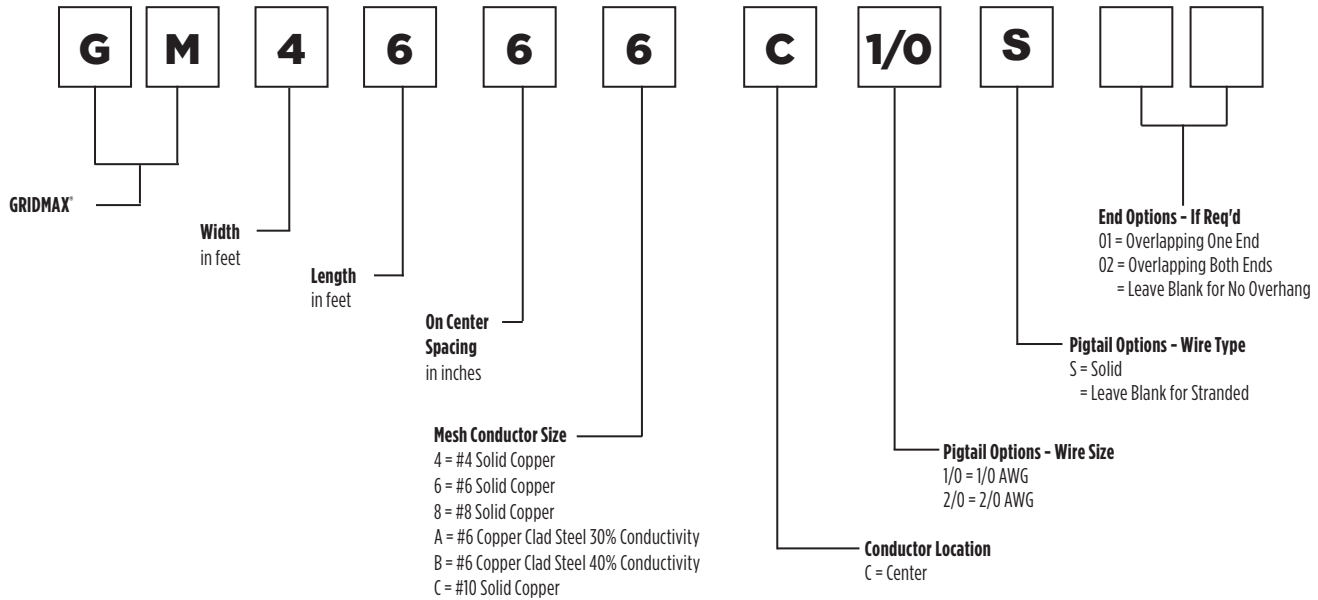 G M 4 6 6 6 C 1/0 S
GRIDMAX®
Width
in feet
Length
in feet
On Center
Spacing
in inches
Mesh Conductor Size
4 = #4 Solid Copper
6 = #6 Solid Copper
8 = #8 Solid Copper
A = #6 Copper Clad Steel 30% Conductivity
B = #6 Copper Clad Steel 40% Conductivity
C = #10 Solid Copper
Conductor Location
C = Center
Pigtail Options - Wire Size
1/0 = 1/0 AWG
2/0 = 2/0 AWG
Pigtail Options - Wire Type
S = Solid
= Leave Blank for Stranded
End Options - If Req'd
01 = Overlapping One End
02 = Overlapping Both Ends
= Leave Blank for No Overhang